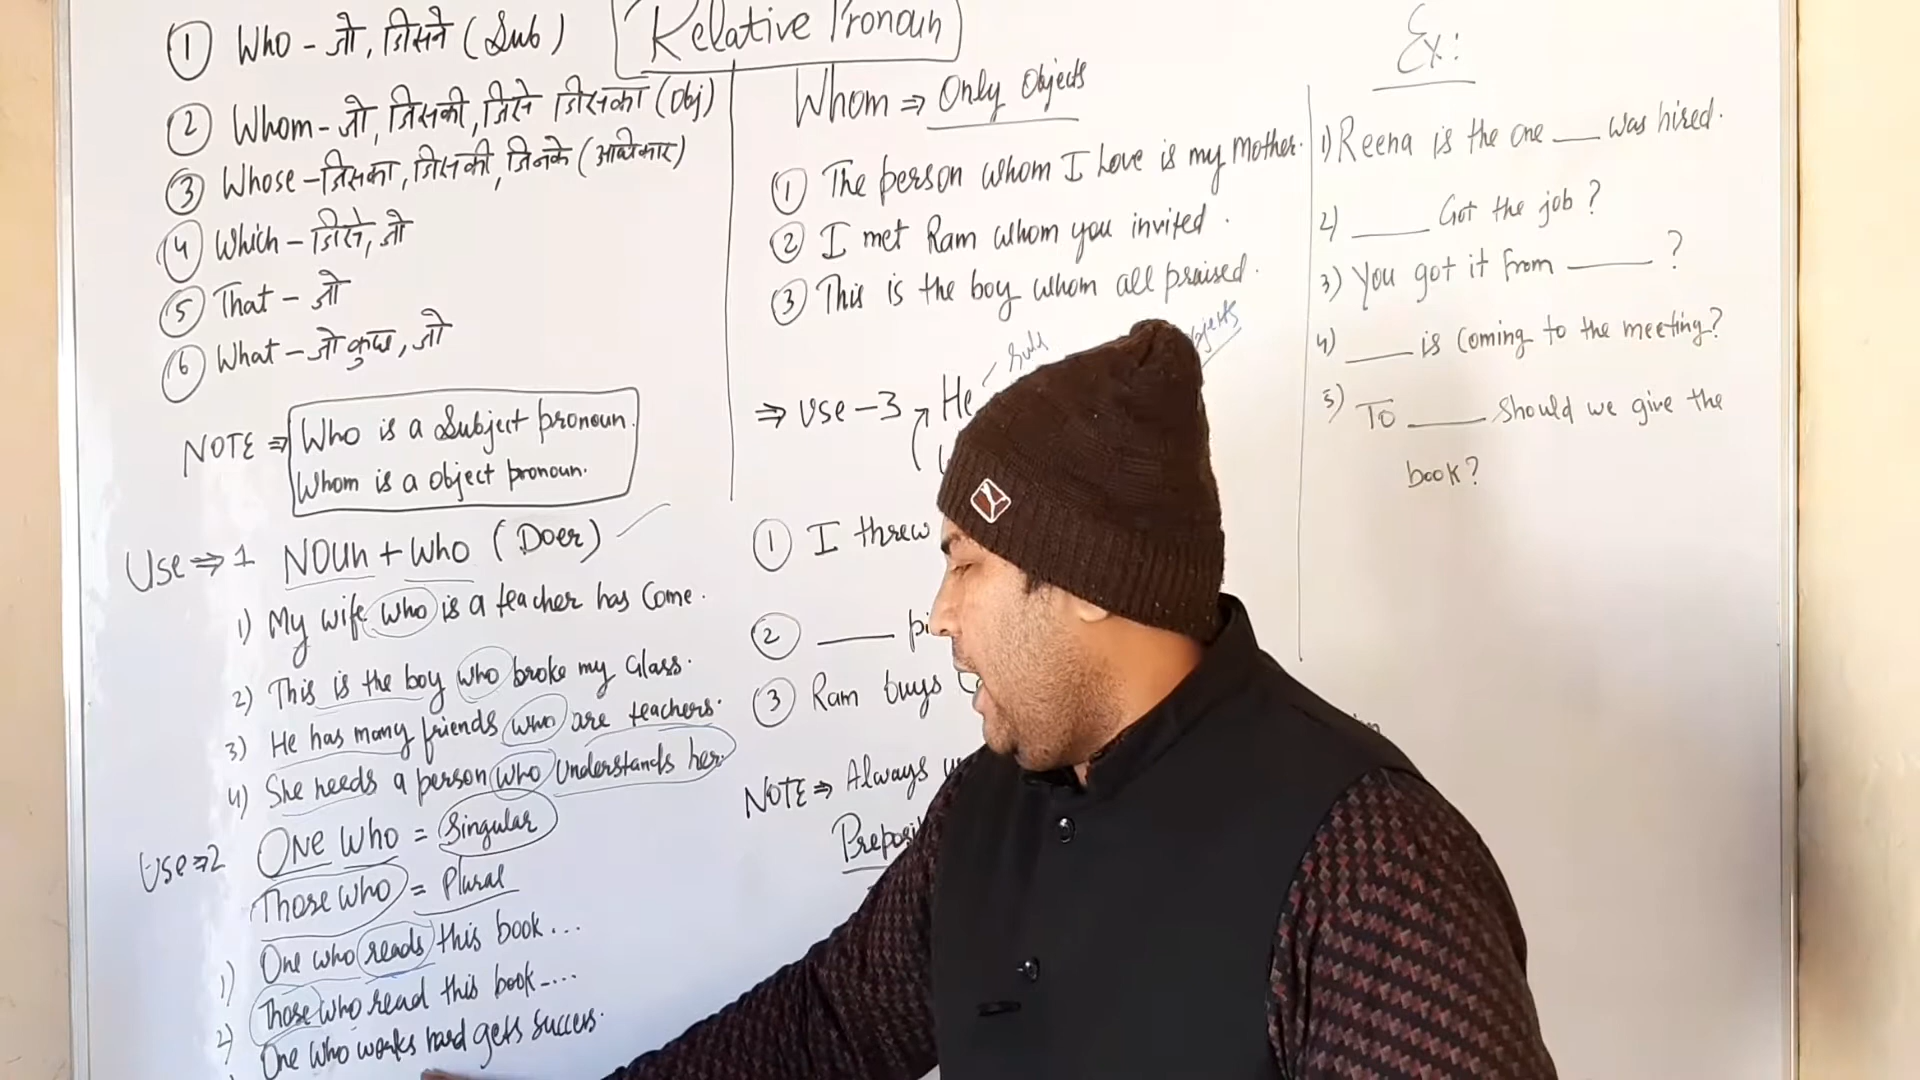 Relative Pronoun
① Who - जो, जिसने (Sub)
② Whom - जो, जिसकी, जिसे जिसका (Obj)
③ Whose - जिसका, जिसकी, जिनके (अधिकार)
④ Which - जिसे, जो
⑤ That - जो
⑥ What - जो कुछ, जो
NOTE ⇒ Who is a Subject pronoun.
Whom is a object pronoun.
Use ⇒ 1 Noun + Who (Doer)
1) My wife who is a teacher has come.
2) This is the boy who broke my Glass.
3) He has many friends who are teachers.
4) She needs a person who understands her.
Use ⇒ 2 ONE Who = Singular
Those who = Plural
1) One who reads this book...
2) Those who read this book....
One who works hard gets success.
Whom ⇒ Only Objects
① The person whom I Love is my Mother.
② I met Ram whom you invited.
③ This is the boy whom all praised.
⇒ Use - 3 He
① I threw
② ____
③ Ram buys
NOTE ⇒ Always
Ex:
1) Reena is the one ___ was hired.
2) ____ Got the job?
3) You got it from ____ ?
4) ___ is coming to the meeting?
5) To ____ Should we give the
book?